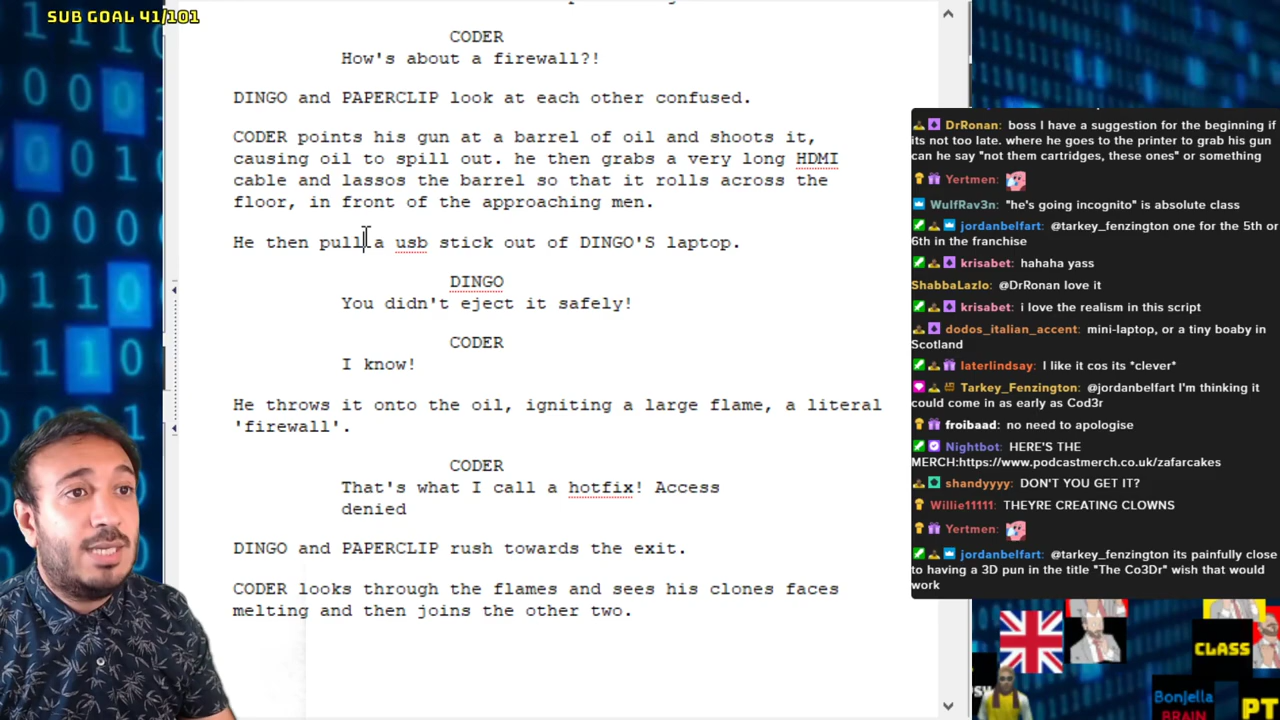 SUB GOAL 41/101
CODER
How's about a firewall?!
DINGO and PAPERCLIP look at each other confused.
CODER points his gun at a barrel of oil and shoots it,
causing oil to spill out. he then grabs a very long HDMI
cable and lassos the barrel so that it rolls across the
floor, in front of the approaching men.
He then pull a usb stick out of DINGO'S laptop.
DINGO
You didn't eject it safely!
CODER
I know!
He throws it onto the oil, igniting a large flame, a literal
'firewall'.
CODER
That's what I call a hotfix! Access
denied
DINGO and PAPERCLIP rush towards the exit.
CODER looks through the flames and sees his clones faces
melting and then joins the other two.
DrRonan: boss I have a suggestion for the beginning if
its not too late. where he goes to the printer to grab his gun
can he say "not them cartridges, these ones" or something
Yertmen:
WulfRav3n: "he's going incognito" is absolute class
jordanbelfart: @tarkey_fenzington one for the 5th or
6th in the franchise
krisabet: hahaha yass
ShabbaLazlo: @DrRonan love it
krisabet: i love the realism in this script
dodos_italian_accent: mini-laptop, or a tiny boaby in
Scotland
laterlindsay: I like it cos its *clever*
Tarkey_Fenzington: @jordanbelfart I'm thinking it
could come in as early as Cod3r
froibaad: no need to apologise
Nightbot: HERE'S THE
MERCH:https://www.podcastmerch.co.uk/zafarcakes
shandyyyy: DON'T YOU GET IT?
Willie11111: THEYRE CREATING CLOWNS
Yertmen:
jordanbelfart: @tarkey_fenzington its painfully close
to having a 3D pun in the title "The Co3Dr" wish that would
work
CLASS
Bonjella
BRAIN
PT